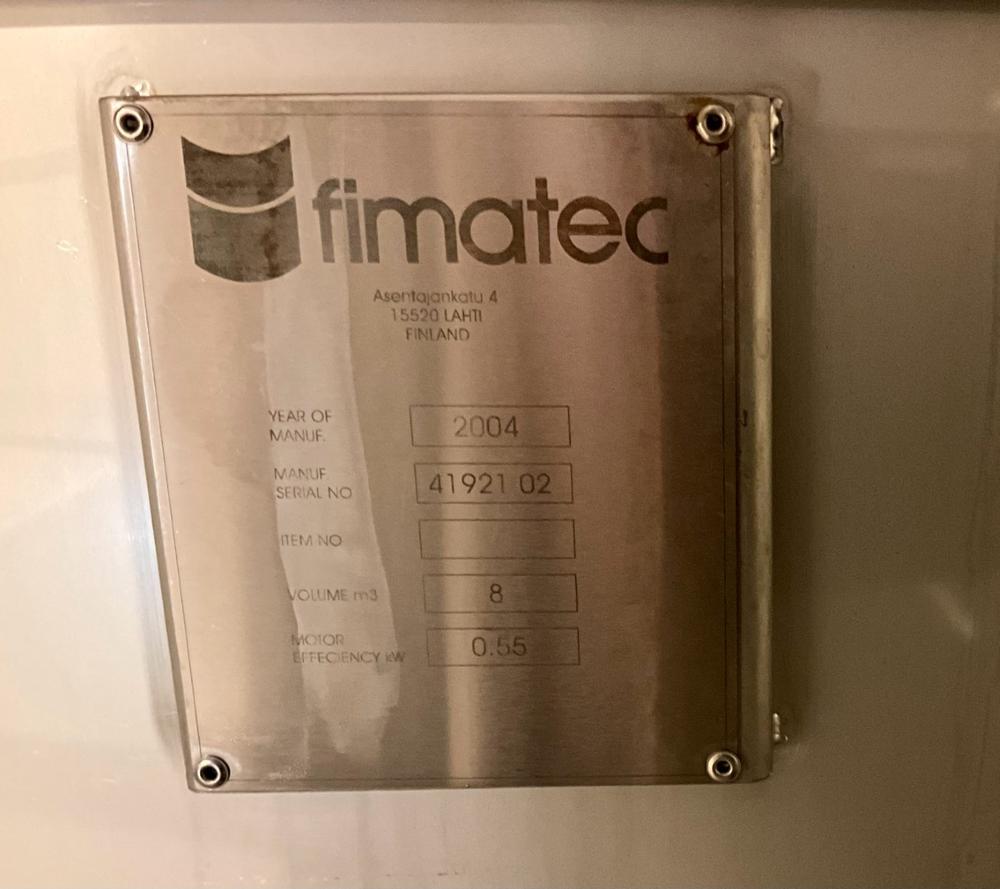 fimatec
Asentajankatu 4
15520 LAHTI
FINLAND
YEAR OF
MANUF.
2004
MANUF.
SERIAL NO
41921 02
ITEM NO
VOLUME m3
8
MOTOR
EFFECIENCY kW
0.55